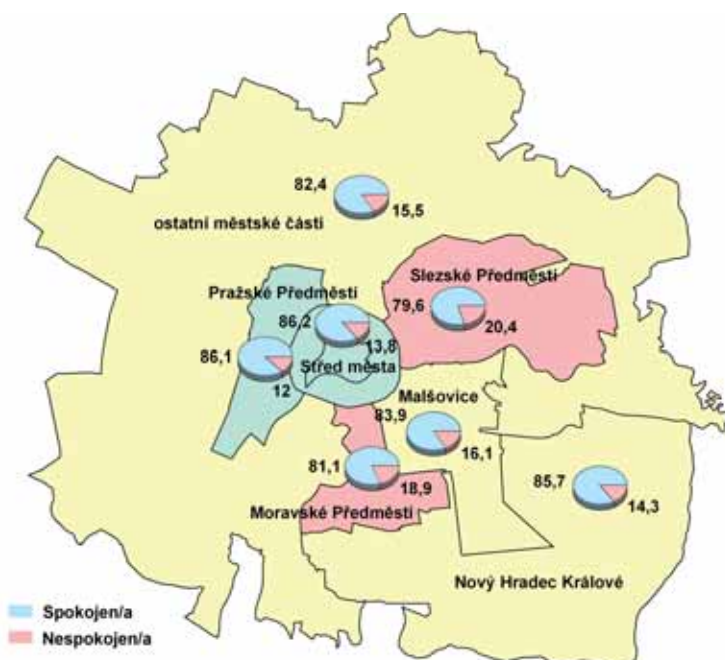 82,4
15,5
ostatní městské části
Slezské Předměstí
Pražské Předměstí
79,6
20,4
86,2
13,8
86,1
12
Střed města
Malšovice
83,9
16,1
81,1
18,9
85,7
14,3
Moravské Předměstí
Nový Hradec Králové
Spokojen/a
Nespokojen/a